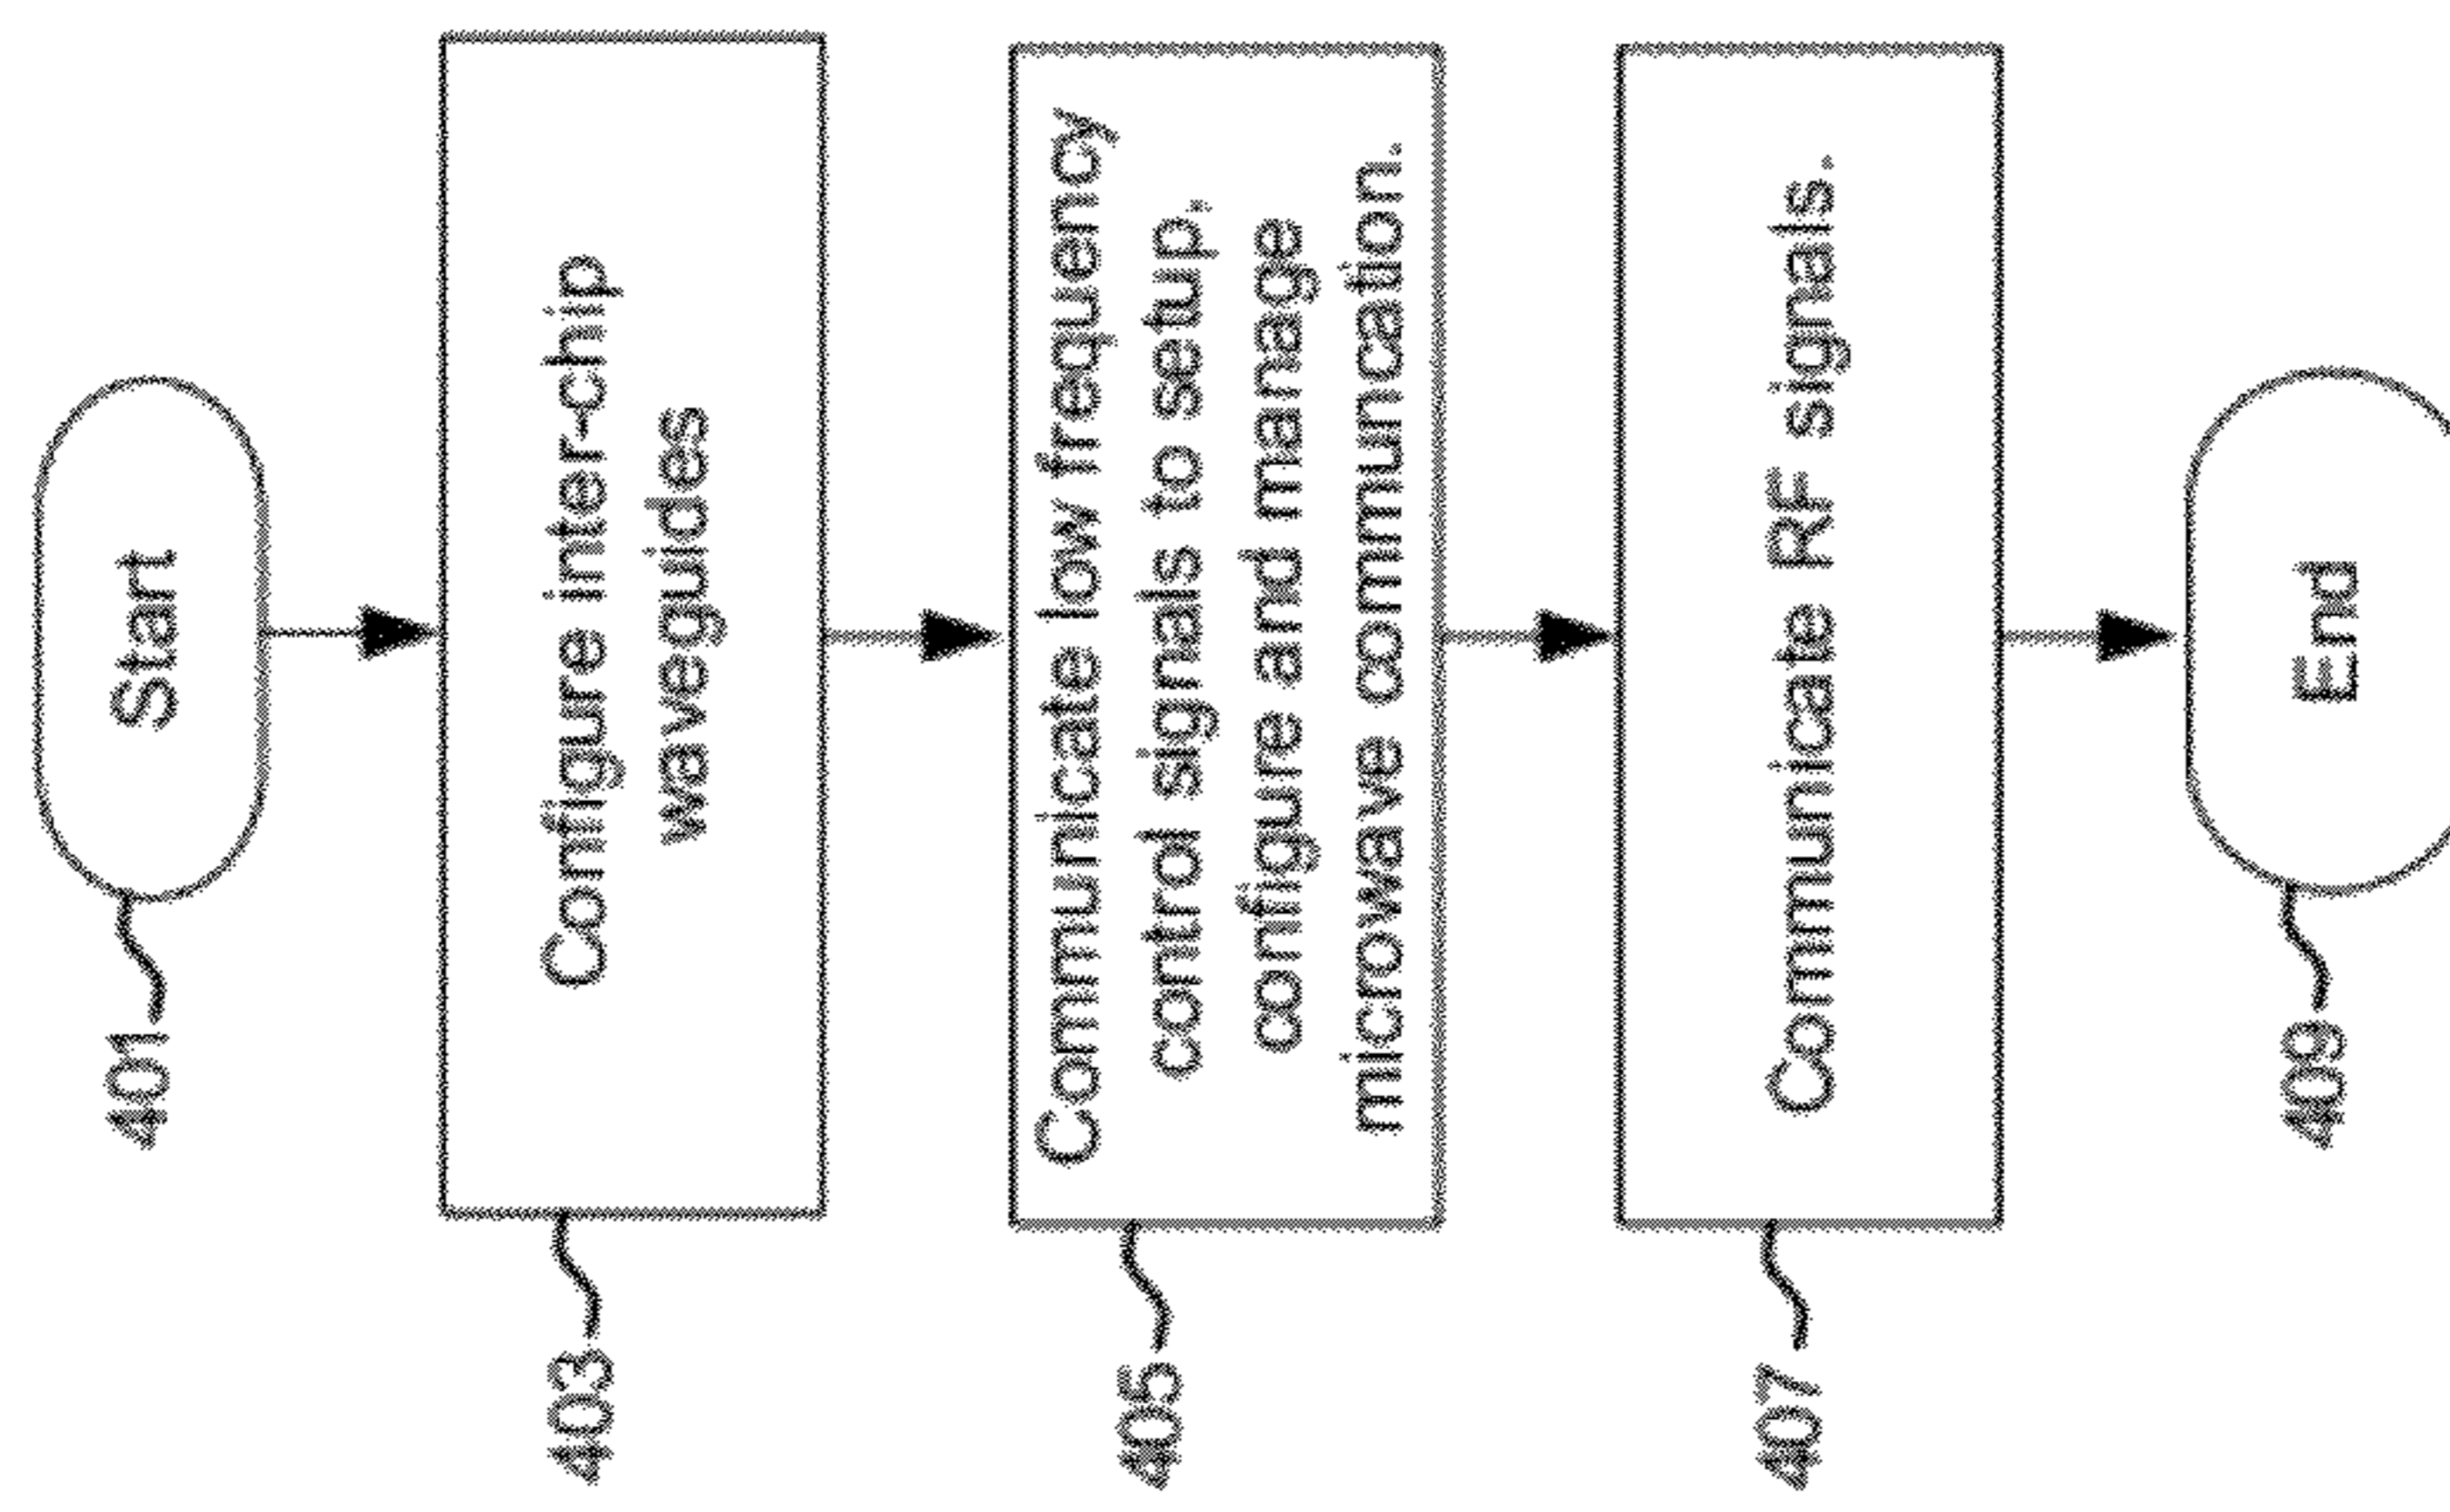 Start
401
Configure inter-chip
waveguides
403
Communicate low frequency
control signals to setup,
configure and manage
microwave communication.
405
Communicate RF signals.
407
End
409